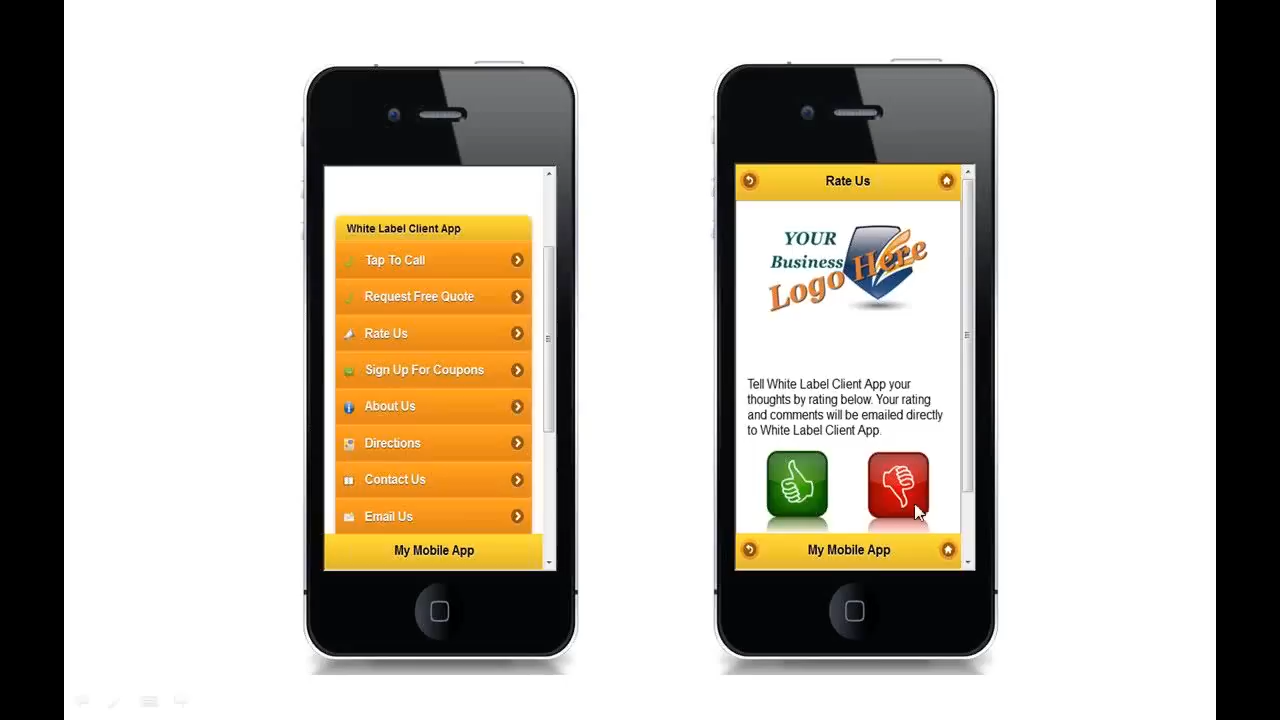 White Label Client App
Tap To Call
Request Free Quote
Rate Us
Sign Up For Coupons
About Us
Directions
Contact Us
Email Us
My Mobile App
Rate Us
YOUR
Business
Logo Here
Tell White Label Client App your
thoughts by rating below. Your rating
and comments will be emailed directly
to White Label Client App.
My Mobile App